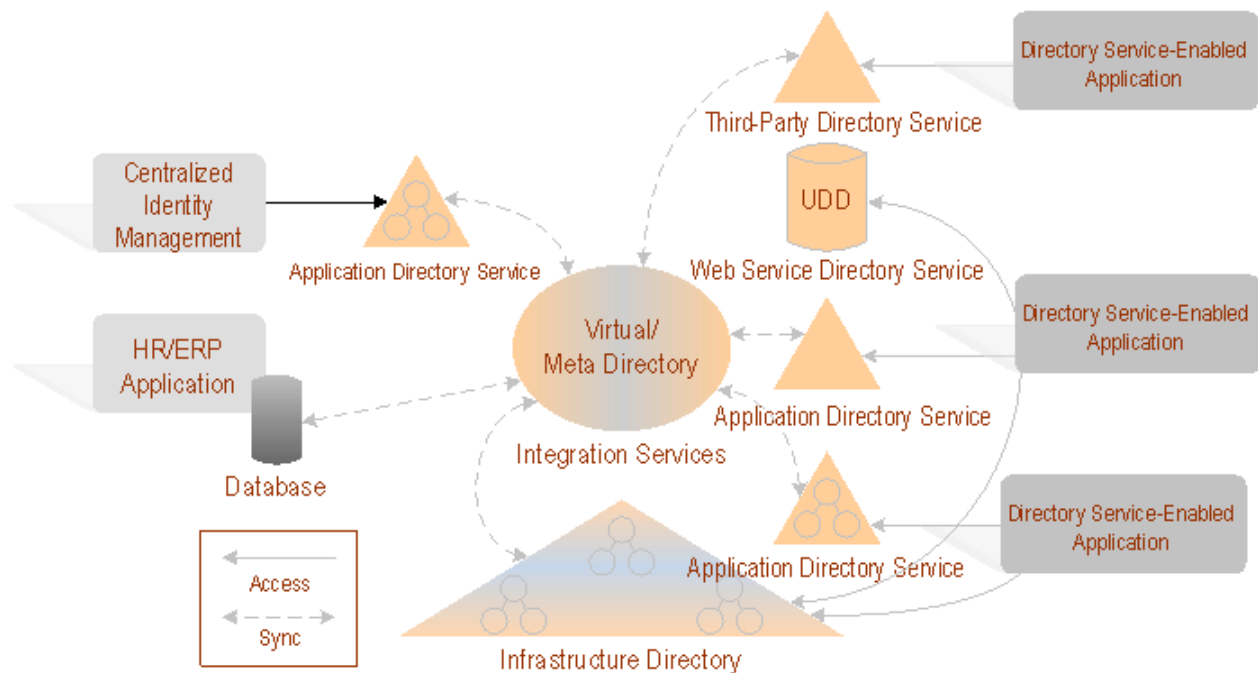 Directory Service-Enabled
Application
Third-Party Directory Service
Centralized
Identity
Management
UDD
Application Directory Service
Web Service Directory Service
Directory Service-Enabled
Application
Virtual/
Meta Directory
HR/ERP
Application
Application Directory Service
Integration Services
Database
Directory Service-Enabled
Application
Application Directory Service
Access
Sync
Infrastructure Directory